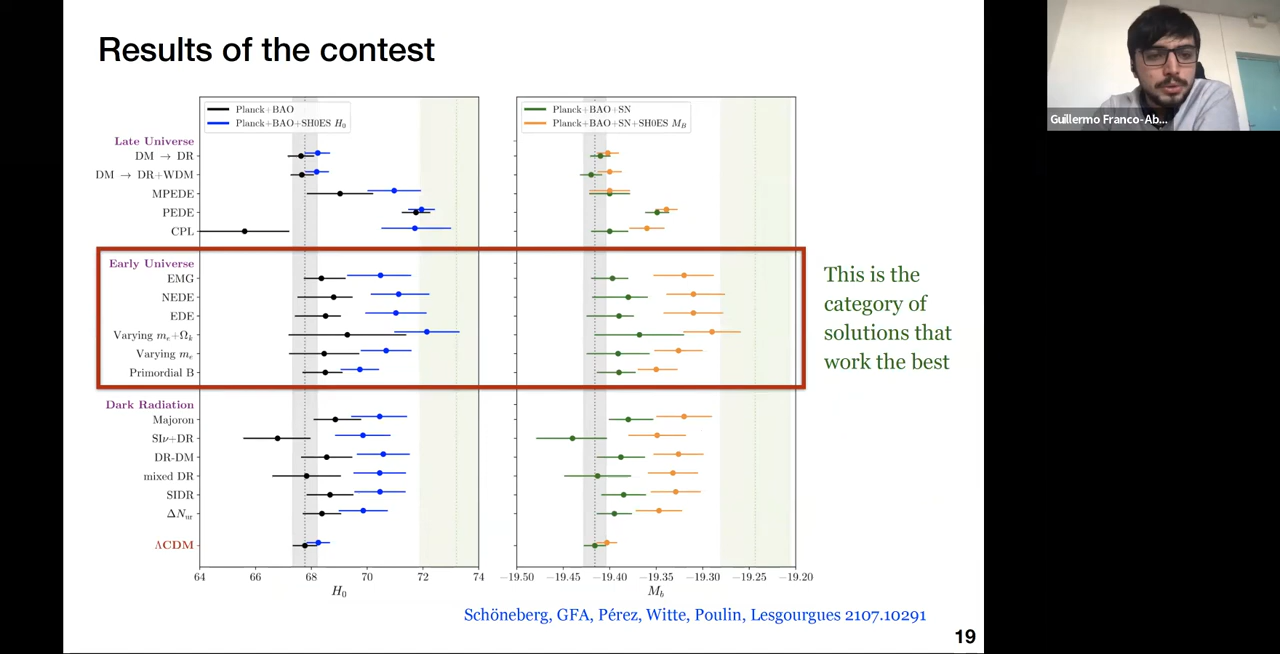 Results of the contest
Guillermo Franco-Ab...
Planck+BAO
Planck+BAO+SH0ES H₀
Planck+BAO+SN
Planck+BAO+SN+SH0ES M_B
Late Universe
DM → DR
DM → DR+WDM
MPEDE
PEDE
CPL
Early Universe
EMG
NEDE
EDE
Varying mₑ+Ωₖ
Varying mₑ
Primordial B
This is the
category of
solutions that
work the best
Dark Radiation
Majoron
SIν+DR
DR-DM
mixed DR
SIDR
ΔN_ur
ΛCDM
64 66 68 70 72 74
H₀
−19.50 −19.45 −19.40 −19.35 −19.30 −19.25 −19.20
M_b
Schöneberg, GFA, Pérez, Witte, Poulin, Lesgourgues 2107.10291
19